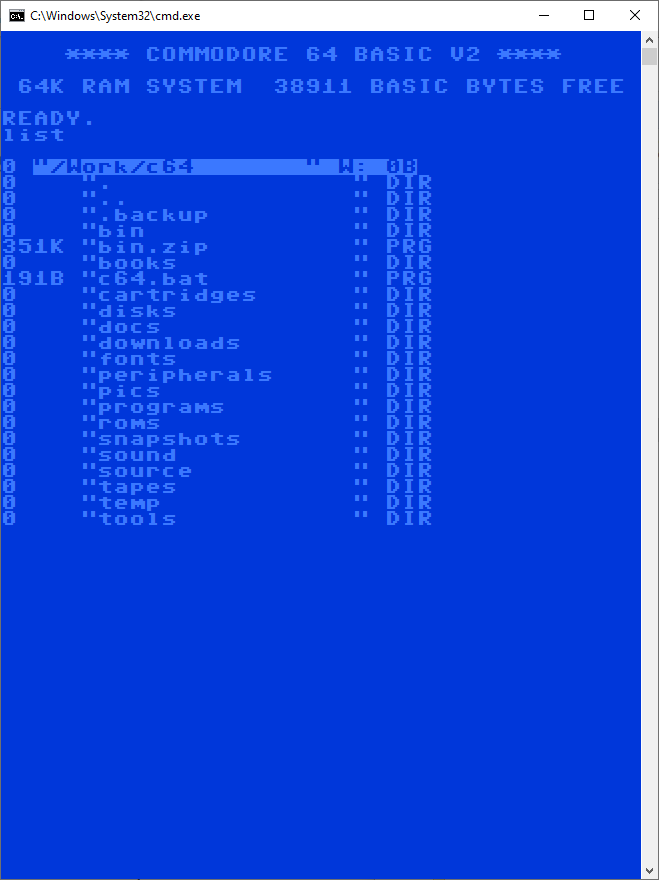 C:\Windows\System32\cmd.exe
**** COMMODORE 64 BASIC V2 ****
64K RAM SYSTEM  38911 BASIC BYTES FREE
READY.
list
0 "/Work/c64       " W: 0B
0    ".               " DIR
0    "..              " DIR
0    ".backup         " DIR
0    "bin             " DIR
351K "bin.zip         " PRG
0    "books           " DIR
191B "c64.bat         " PRG
0    "cartridges      " DIR
0    "disks           " DIR
0    "docs            " DIR
0    "downloads       " DIR
0    "fonts           " DIR
0    "peripherals     " DIR
0    "pics            " DIR
0    "programs        " DIR
0    "roms            " DIR
0    "snapshots       " DIR
0    "sound           " DIR
0    "source          " DIR
0    "tapes           " DIR
0    "temp            " DIR
0    "tools           " DIR